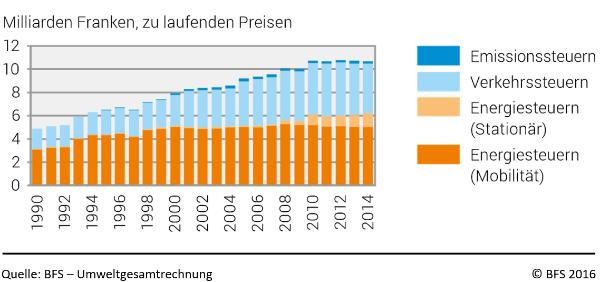 Milliarden Franken, zu laufenden Preisen
12
10
8
6
4
2
0
1990
1992
1994
1996
1998
2000
2002
2004
2006
2008
2010
2012
2014
Emissionssteuern
Verkehrssteuern
Energiesteuern
(Stationär)
Energiesteuern
(Mobilität)
Quelle: BFS – Umweltgesamtrechnung
© BFS 2016